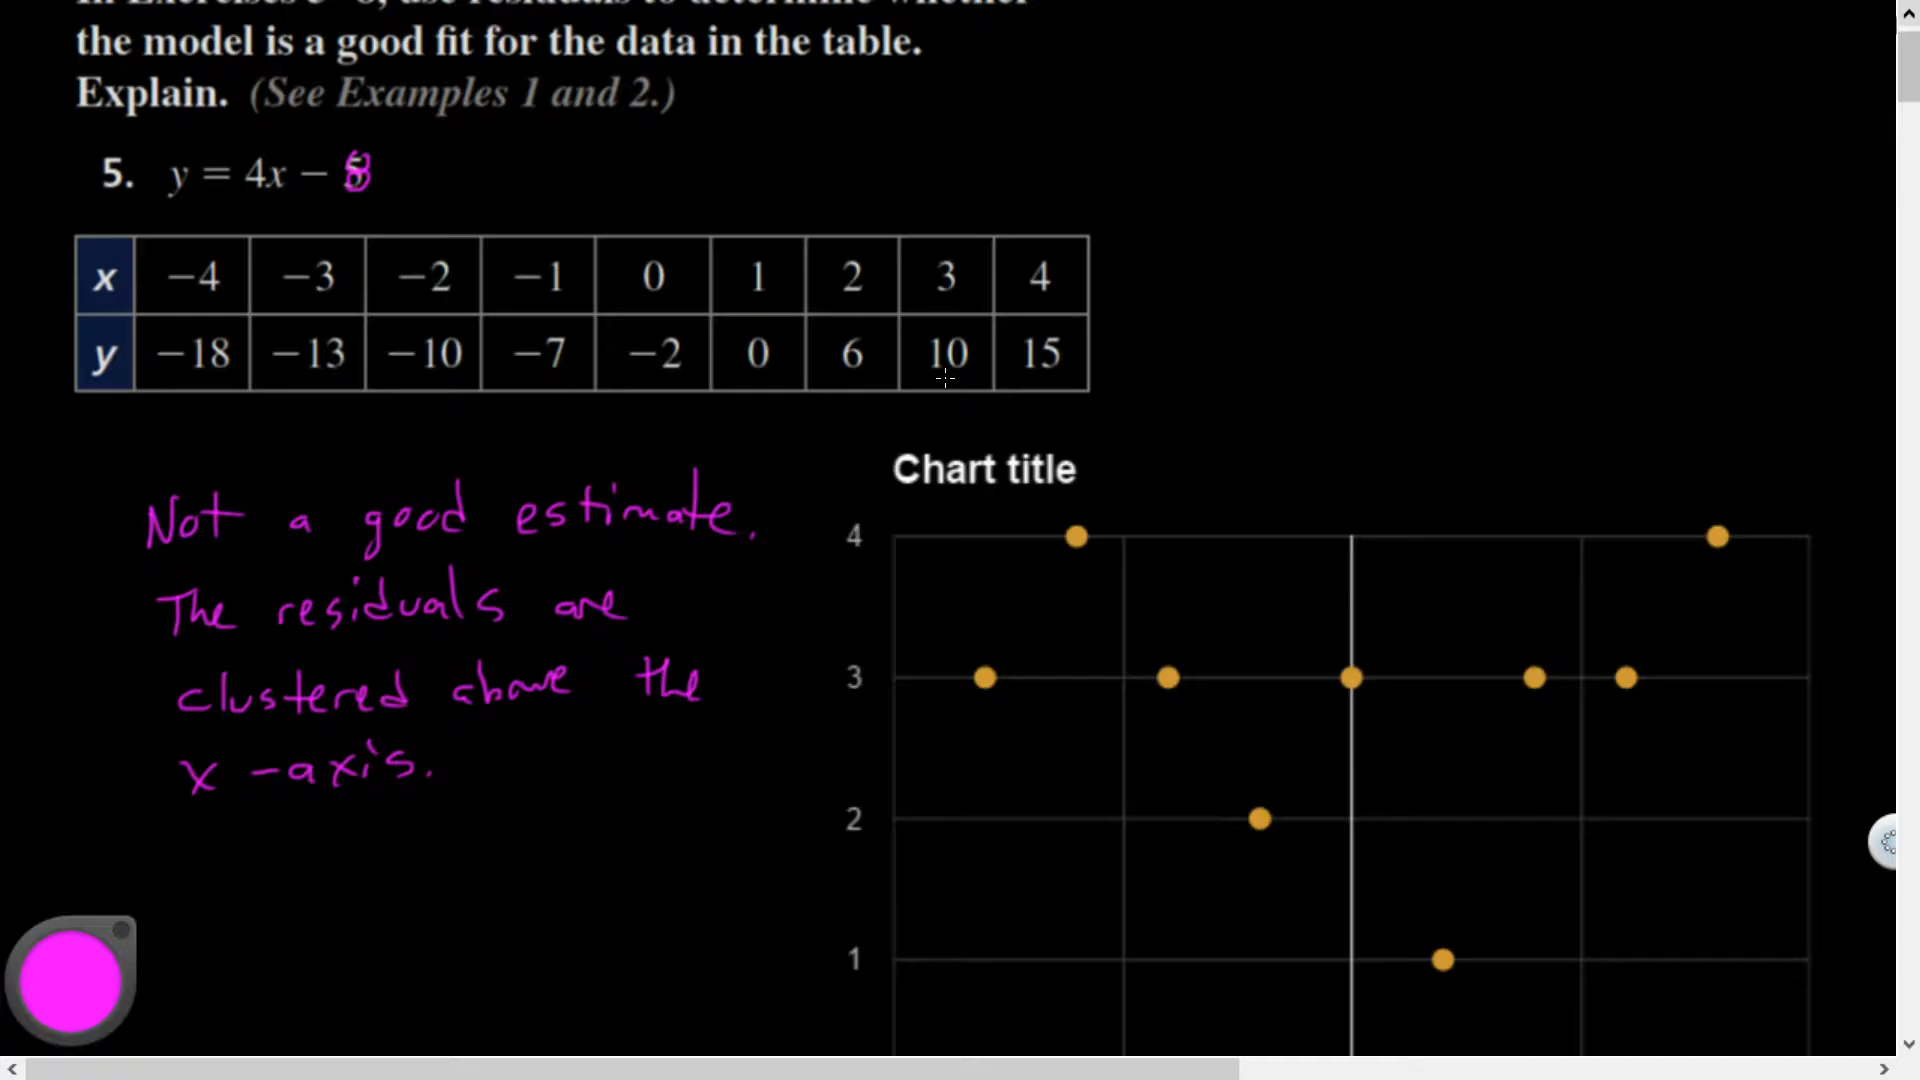 the model is a good fit for the data in the table.
Explain. (See Examples 1 and 2.)
5. y = 4x −
x −4 −3 −2 −1 0 1 2 3 4
y −18 −13 −10 −7 −2 0 6 10 15
Chart title
Not a good estimate.
The residuals are
clustered above the
x-axis.
4
3
2
1